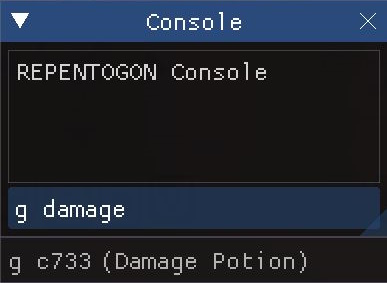 Console
REPENTOGON Console
g damage
g c733 (Damage Potion)